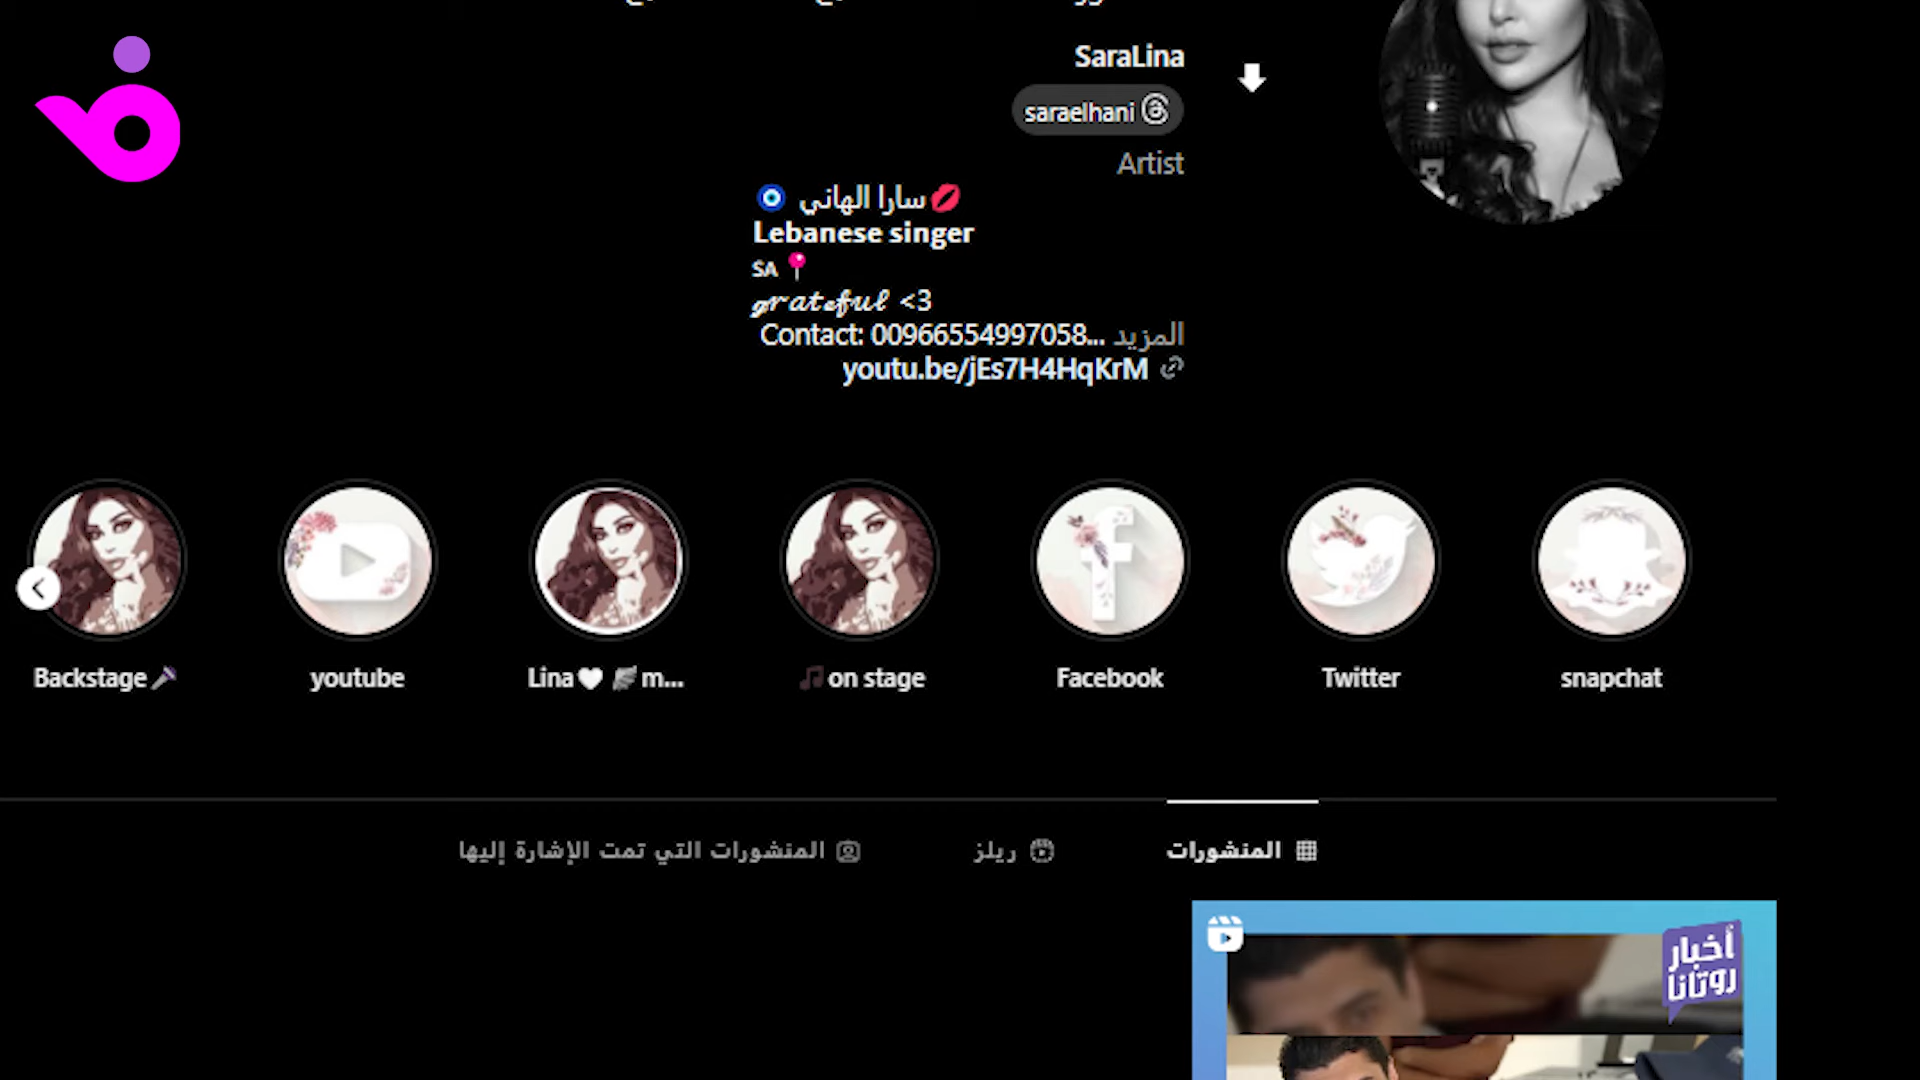 SaraLina
saraelhani
Artist
💋سارا الهاني 🧿
Lebanese singer
SA📍
𝓰𝓻𝓪𝓽𝓮𝓯𝓾𝓵 <3
Contact: 00966554997058... المزيد
youtu.be/jEs7H4HqKrM
Backstage🎤
youtube
Lina🤍 🪽m...
🎵on stage
Facebook
Twitter
snapchat
المنشورات
ريلز
المنشورات التي تمت الإشارة إليها
أخبار
روتانا